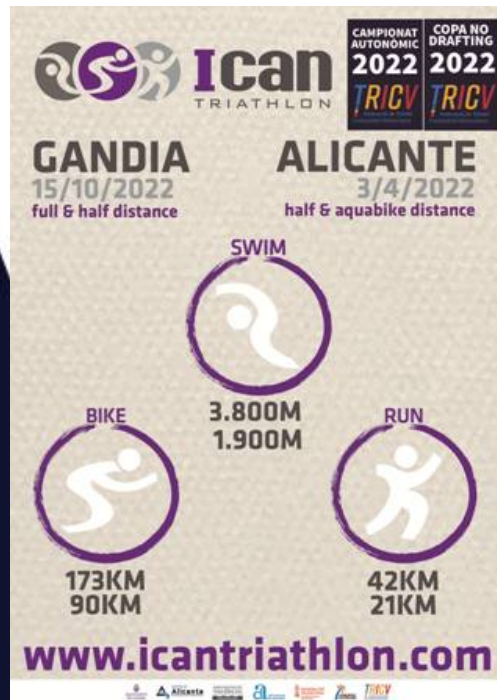 Ican
TRIATHLON
CAMPIONAT
AUTONÒMIC
2022
TRICV
COPA NO
DRAFTING
2022
TRICV
GANDIA
15/10/2022
full & half distance
ALICANTE
3/4/2022
half & aquabike distance
SWIM
3.800M
1.900M
BIKE
173KM
90KM
RUN
42KM
21KM
www.icantriathlon.com
Alicante
TRICV